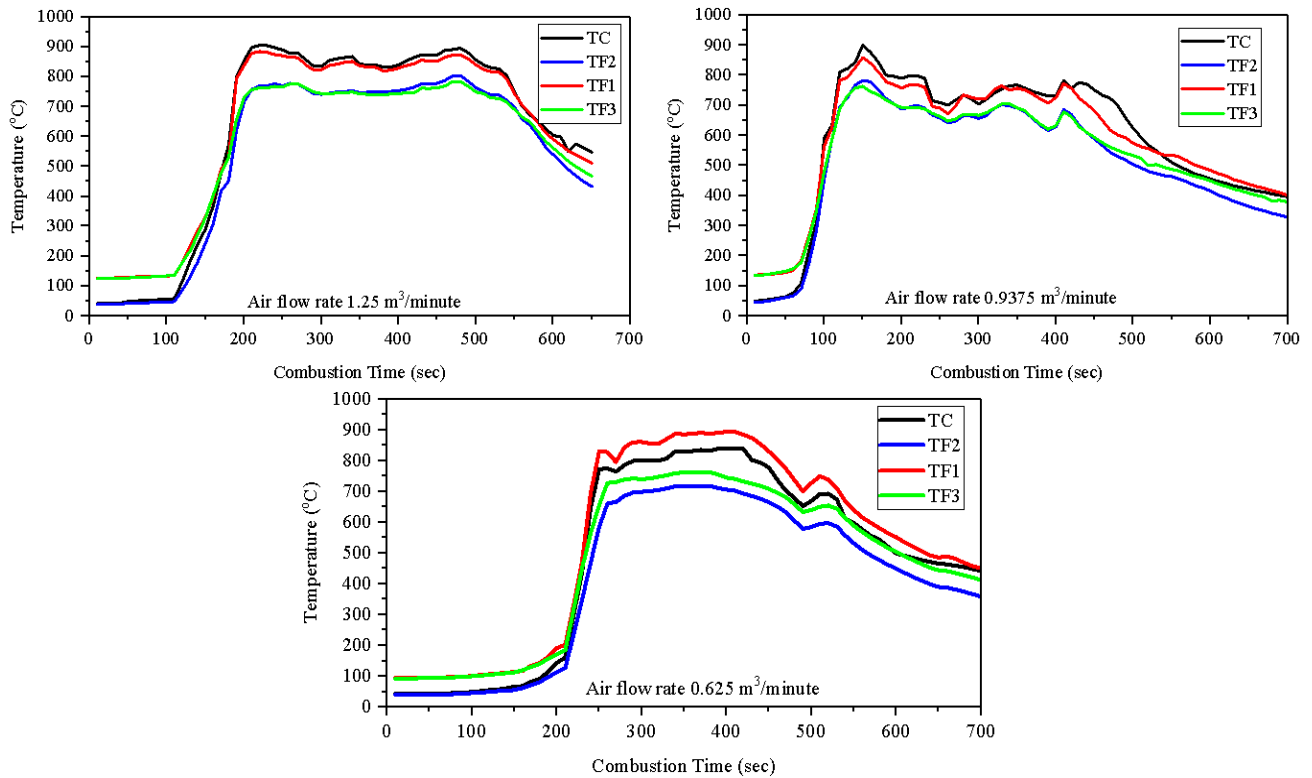 1000
900
800
700
600
500
400
300
200
100
0
Temperature (°C)
TC
TF2
TF1
TF3
Air flow rate 1.25 m³/minute
0 100 200 300 400 500 600 700
Combustion Time (sec)
1000
900
800
700
600
500
400
300
200
100
0
Temperature (°C)
TC
TF2
TF1
TF3
Air flow rate 0.9375 m³/minute
0 100 200 300 400 500 600 700
Combustion Time (sec)
1000
900
800
700
600
500
400
300
200
100
0
Temperature (°C)
TC
TF2
TF1
TF3
Air flow rate 0.625 m³/minute
0 100 200 300 400 500 600 700
Combustion Time (sec)